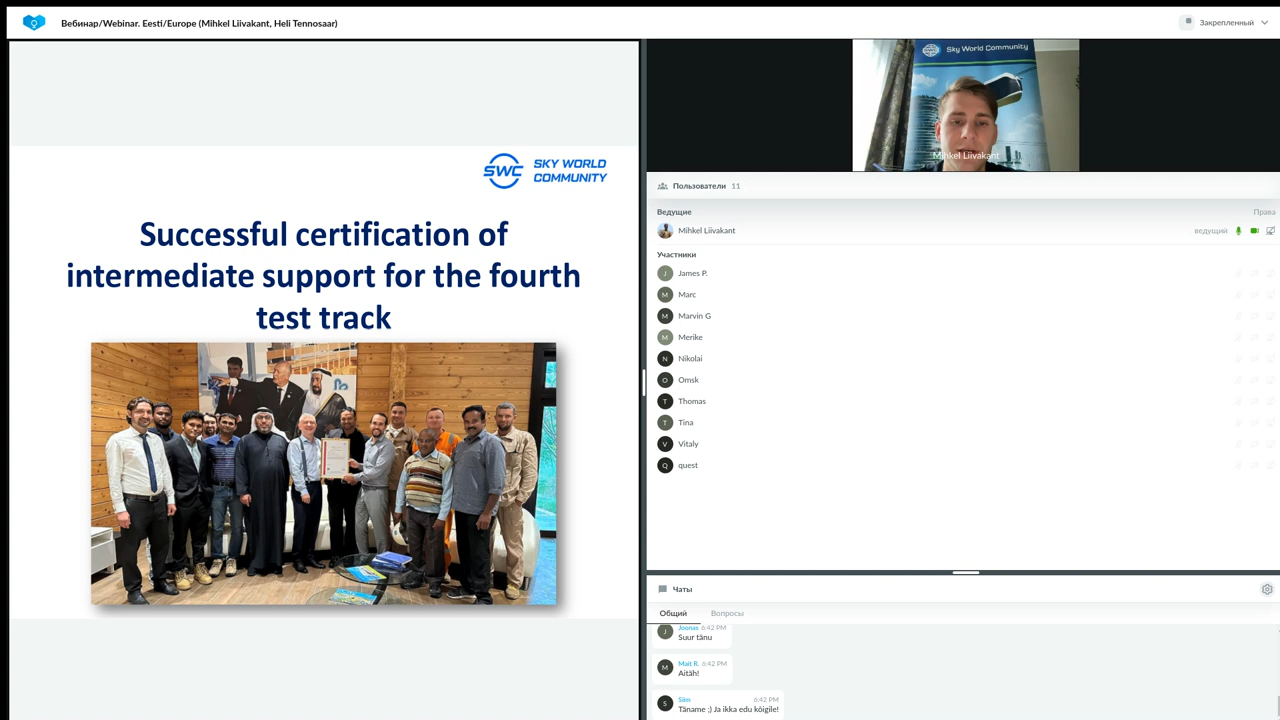 Вебинар/Webinar. Eesti/Europe (Mihkel Liivakant, Heli Tennosaar)
Закрепленный
SWC SKY WORLD
COMMUNITY
Successful certification of
intermediate support for the fourth
test track
Sky World Community
Mihkel Liivakant
Пользователи 11
Ведущие Права
Mihkel Liivakant ведущий
Участники
J James P.
M Marc
M Marvin G
M Merike
N Nikolai
O Omsk
T Thomas
T Tina
V Vitaly
Q quest
Чаты
Общий Вопросы
J Joonas 6:42 PM
Suur tänu
M Mait R. 6:42 PM
Aitäh!
S Siim 6:42 PM
Täname ;) Ja ikka edu kõigile!